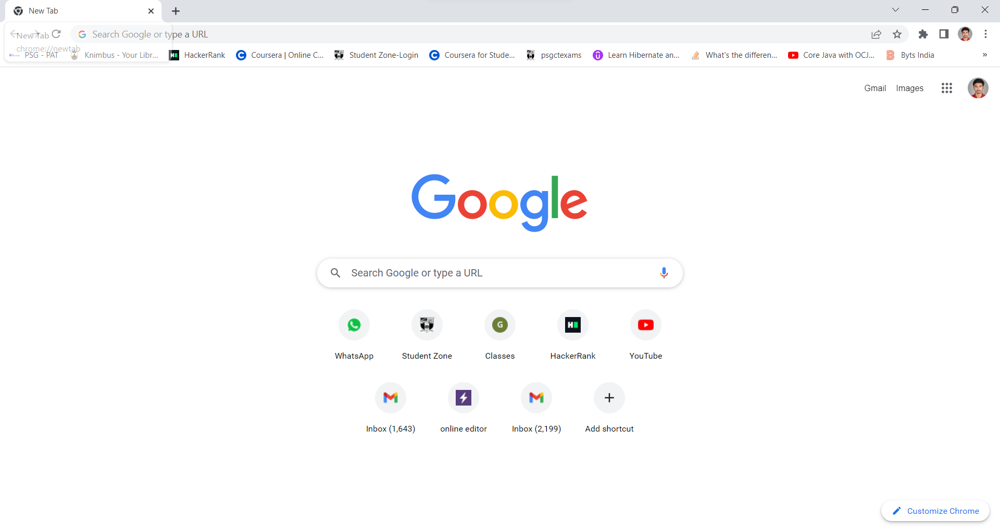 New Tab
Search Google or type a URL
New Tab
chrome://newtab
PSG - PAT
Knimbus - Your Libr...
HackerRank
Coursera | Online C...
Student Zone-Login
Coursera for Stude...
psgctexams
Learn Hibernate an...
What's the differen...
Core Java with OCJ...
Byts India
»
Gmail
Images
Google
Search Google or type a URL
G
WhatsApp
Student Zone
Classes
HackerRank
YouTube
Inbox (1,643)
online editor
Inbox (2,199)
Add shortcut
Customize Chrome